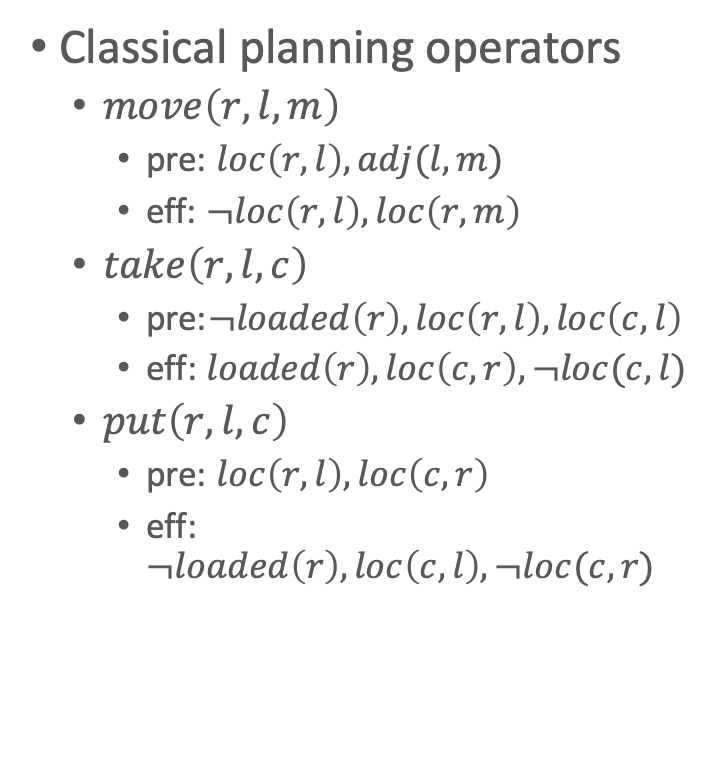 • Classical planning operators
• move(r, l, m)
• pre: loc(r, l), adj(l, m)
• eff: ¬loc(r, l), loc(r, m)
• take(r, l, c)
• pre:¬loaded(r), loc(r, l), loc(c, l)
• eff: loaded(r), loc(c, r), ¬loc(c, l)
• put(r, l, c)
• pre: loc(r, l), loc(c, r)
• eff:
¬loaded(r), loc(c, l), ¬loc(c, r)